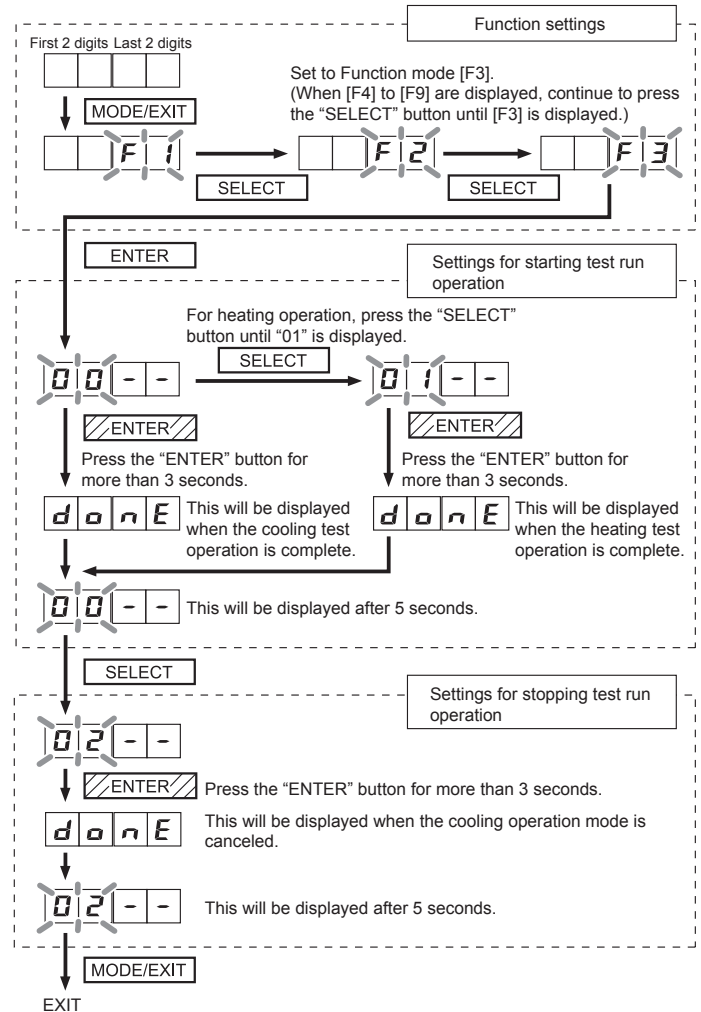 Function settings
First 2 digits Last 2 digits
Set to Function mode [F3].
(When [F4] to [F9] are displayed, continue to press
the “SELECT” button until [F3] is displayed.)
MODE/EXIT
F 1
F 2
F 3
SELECT
SELECT
ENTER
Settings for starting test run
operation
For heating operation, press the “SELECT”
button until “01” is displayed.
SELECT
0 0 - -
0 1 - -
ENTER
ENTER
Press the “ENTER” button for
more than 3 seconds.
Press the “ENTER” button for
more than 3 seconds.
d o n E
This will be displayed
when the cooling test
operation is complete.
d o n E
This will be displayed
when the heating test
operation is complete.
0 0 - -
This will be displayed after 5 seconds.
SELECT
Settings for stopping test run
operation
0 2 - -
ENTER
Press the “ENTER” button for more than 3 seconds.
d o n E
This will be displayed when the cooling operation mode is
canceled.
0 2 - -
This will be displayed after 5 seconds.
MODE/EXIT
EXIT